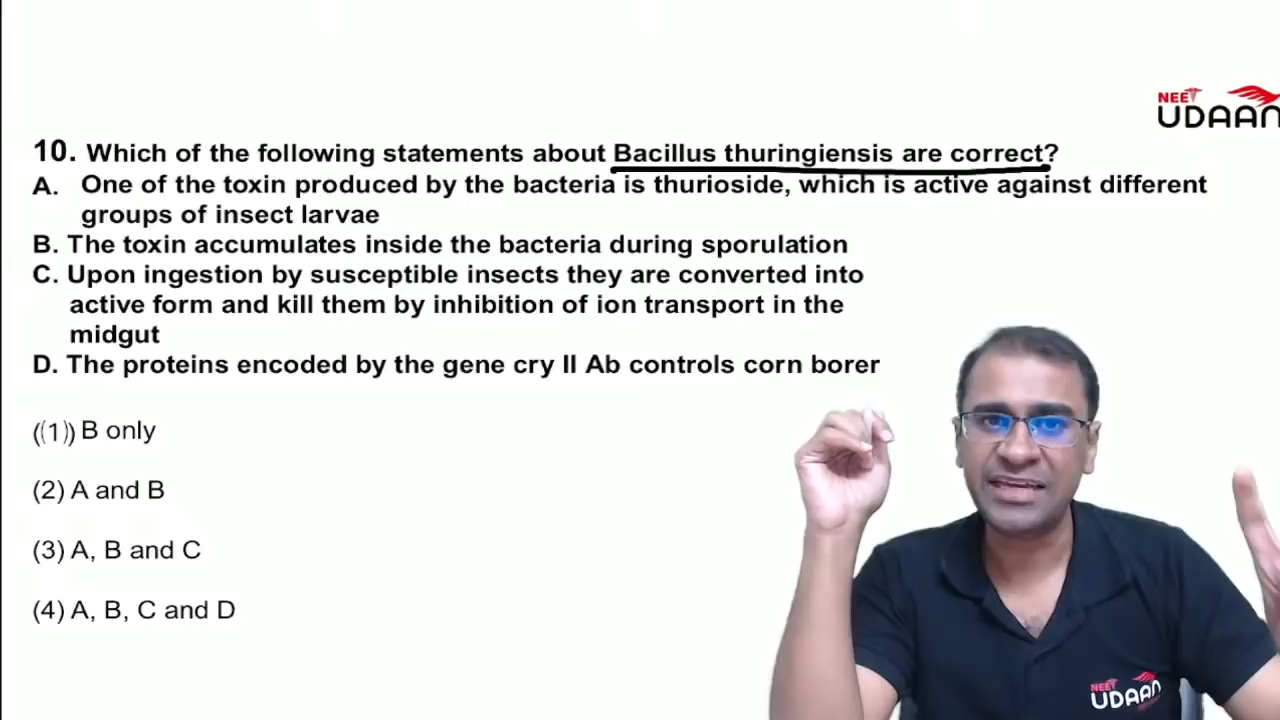 NEET
UDAAN
10. Which of the following statements about Bacillus thuringiensis are correct?
A. One of the toxin produced by the bacteria is thurioside, which is active against different
groups of insect larvae
B. The toxin accumulates inside the bacteria during sporulation
C. Upon ingestion by susceptible insects they are converted into
active form and kill them by inhibition of ion transport in the
midgut
D. The proteins encoded by the gene cry II Ab controls corn borer
((1)) B only
(2) A and B
(3) A, B and C
(4) A, B, C and D
NEET
UDAAN